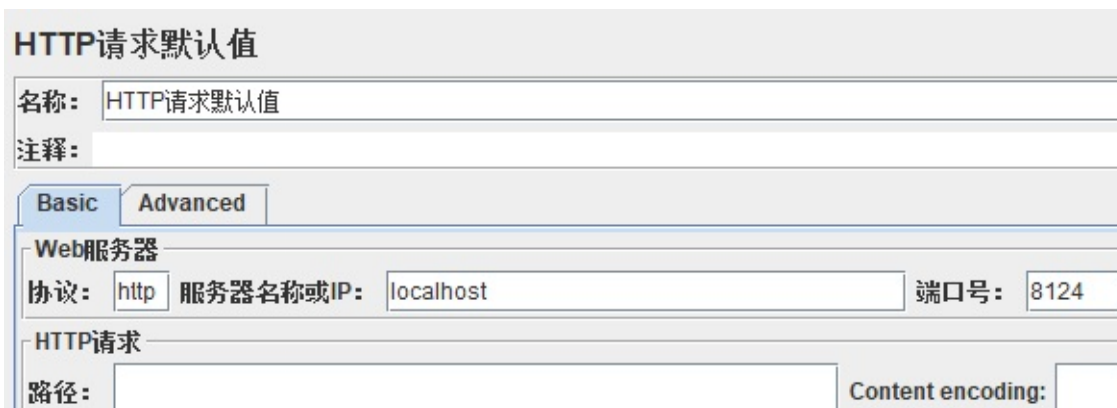 HTTP请求默认值
名称： HTTP请求默认值
注释：
Basic Advanced
Web服务器
协议： http 服务器名称或IP： localhost 端口号： 8124
HTTP请求
路径： Content encoding: